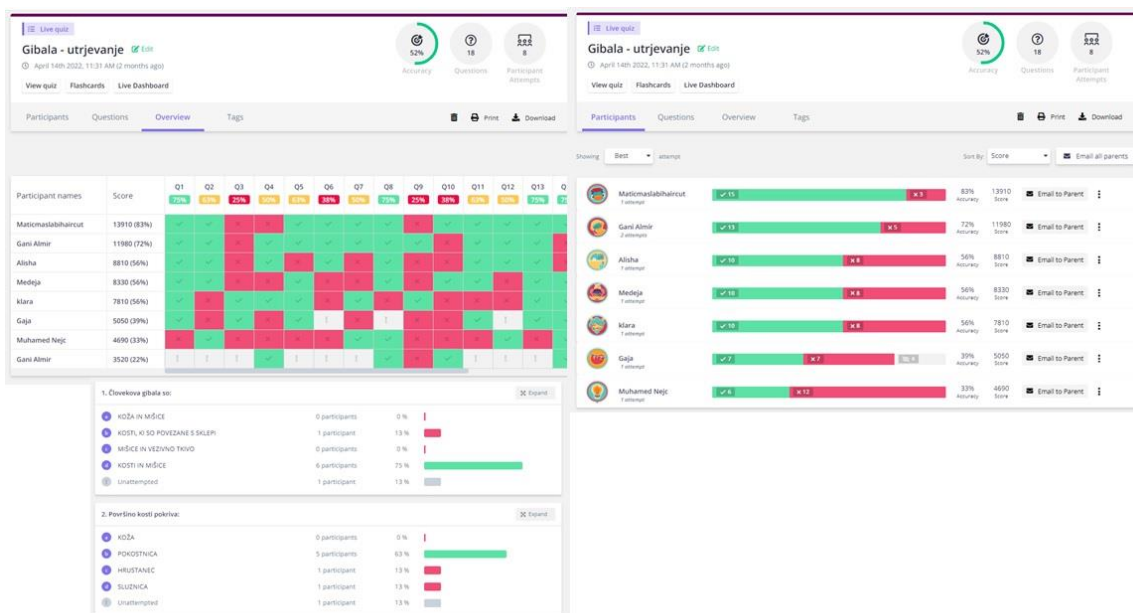 Live quiz
Gibala - utrjevanje Edit
April 14th 2022, 11:31 AM (2 months ago)
View quiz Flashcards Live Dashboard
52% 18 8
Accuracy Questions Participant Attempts
Participants Questions Overview Tags Print Download
Participant names Score Q1 Q2 Q3 Q4 Q5 Q6 Q7 Q8 Q9 Q10 Q11 Q12 Q13 Q
75% 63% 25% 50% 63% 38% 50% 75% 25% 38% 63% 50% 75%
Maticmaslabihaircut 13910 (83%)
Gani Almir 11980 (72%)
Alisha 8810 (56%)
Medeja 8330 (56%)
klara 7810 (56%)
Gaja 5050 (39%)
Muhamed Nejc 4690 (33%)
Gani Almir 3520 (22%)
1. Človekova gibala so: Expand
a KOŽA IN MIŠICE 0 participants 0 %
b KOSTI, KI SO POVEZANE S SKLEPI 1 participant 13 %
c MIŠICE IN VEZIVNO TKIVO 0 participants 0 %
d KOSTI IN MIŠICE 6 participants 75 %
Unattempted 1 participant 13 %
2. Površino kosti pokriva: Expand
a KOŽA 0 participants 0 %
b POKOSTNICA 5 participants 63 %
c HRUSTANEC 1 participant 13 %
d SLUZNICA 1 participant 13 %
Unattempted 1 participant 13 %
Live quiz
Gibala - utrjevanje Edit
April 14th 2022, 11:31 AM (2 months ago)
View quiz Flashcards Live Dashboard
52% 18 8
Accuracy Questions Participant Attempts
Participants Questions Overview Tags Print Download
Showing Best attempt Sort By: Score Email all parents
Maticmaslabihaircut 15 3 83% 13910 Email to Parent
1 attempt Accuracy Score
Gani Almir 13 5 72% 11980 Email to Parent
2 attempts Accuracy Score
Alisha 10 8 56% 8810 Email to Parent
1 attempt Accuracy Score
Medeja 10 8 56% 8330 Email to Parent
1 attempt Accuracy Score
klara 10 8 56% 7810 Email to Parent
1 attempt Accuracy Score
Gaja 7 7 4 39% 5050 Email to Parent
1 attempt Accuracy Score
Muhamed Nejc 6 12 33% 4690 Email to Parent
1 attempt Accuracy Score